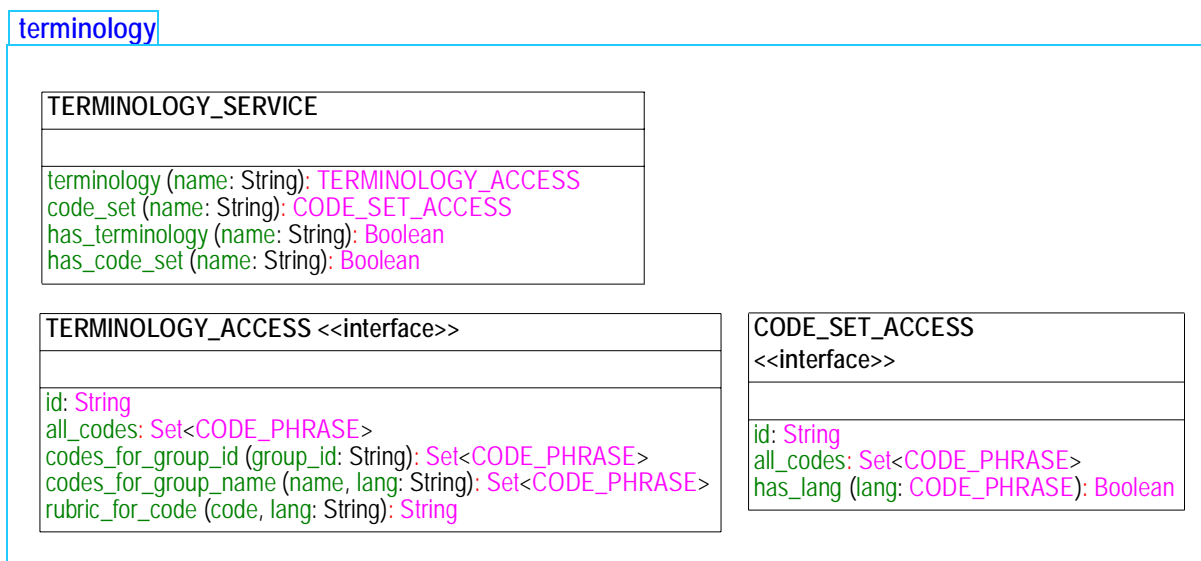 terminology
TERMINOLOGY_SERVICE
terminology (name: String): TERMINOLOGY_ACCESS
code_set (name: String): CODE_SET_ACCESS
has_terminology (name: String): Boolean
has_code_set (name: String): Boolean
TERMINOLOGY_ACCESS <<interface>>
id: String
all_codes: Set<CODE_PHRASE>
codes_for_group_id (group_id: String): Set<CODE_PHRASE>
codes_for_group_name (name, lang: String): Set<CODE_PHRASE>
rubric_for_code (code, lang: String): String
CODE_SET_ACCESS
<<interface>>
id: String
all_codes: Set<CODE_PHRASE>
has_lang (lang: CODE_PHRASE): Boolean